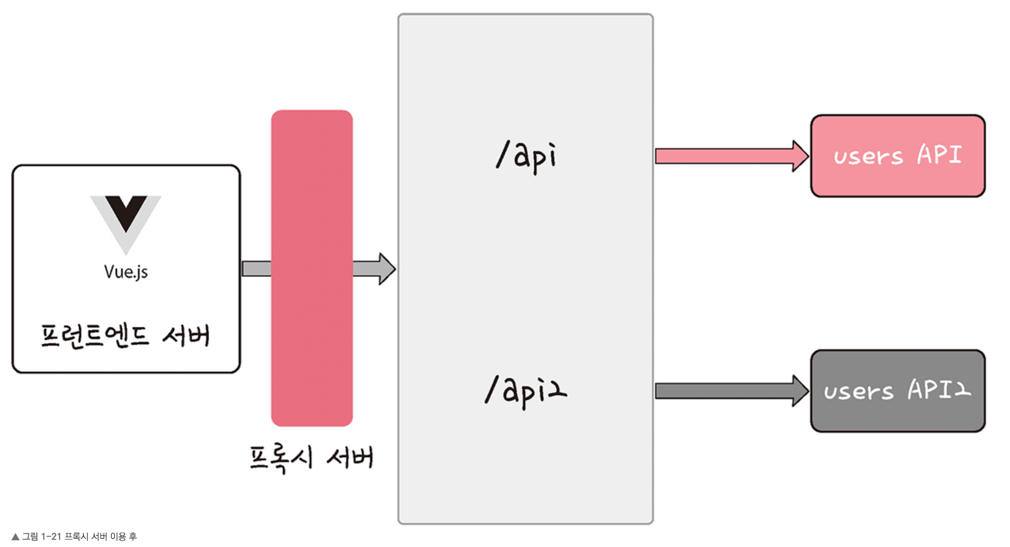 /api
users API
Vue.js
프런트엔드 서버
/api2
users API2
프록시 서버
▲ 그림 1-21 프록시 서버 이용 후